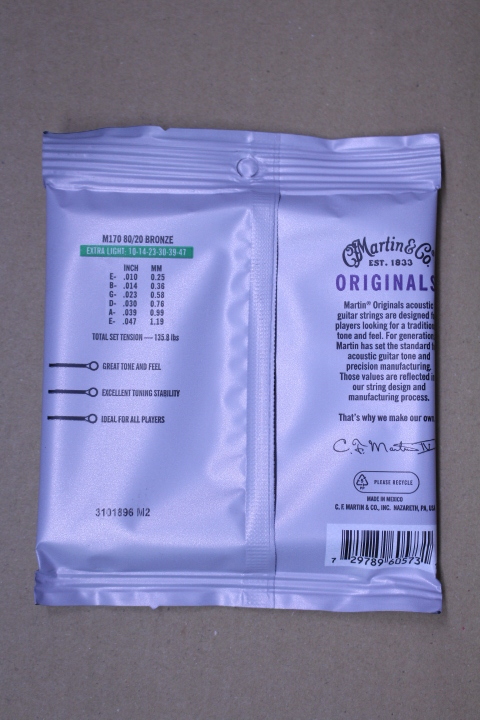 M170 80/20 BRONZE
EXTRA LIGHT: 10-14-23-30-39-47
INCH MM
E- .010 0.25
B- .014 0.36
G- .023 0.58
D- .030 0.76
A- .039 0.99
E- .047 1.19
TOTAL SET TENSION — 135.8 lbs
GREAT TONE AND FEEL
EXCELLENT TUNING STABILITY
IDEAL FOR ALL PLAYERS
3101896 M2
Martin & Co.
EST. 1833
ORIGINALS
Martin® Originals acoustic
guitar strings are designed
players looking for a
tone and feel. For
Martin has set the standard
acoustic guitar tone and
precision manufacturing.
Those values are reflected
our string design and
manufacturing process.
That's why we make our own.
C. F. Martin IV
PLEASE RECYCLE
MADE IN MEXICO
C. F. MARTIN & CO., INC. NAZARETH, PA,
7 29789 60573